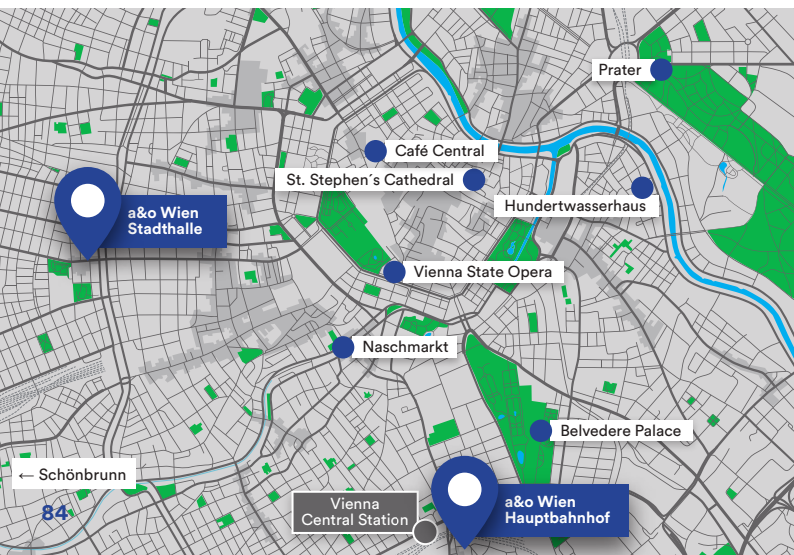 Prater
Café Central
St. Stephen´s Cathedral
Hundertwasserhaus
a&o Wien
Stadthalle
Vienna State Opera
Naschmarkt
Belvedere Palace
← Schönbrunn
84
Vienna
Central Station
a&o Wien
Hauptbahnhof